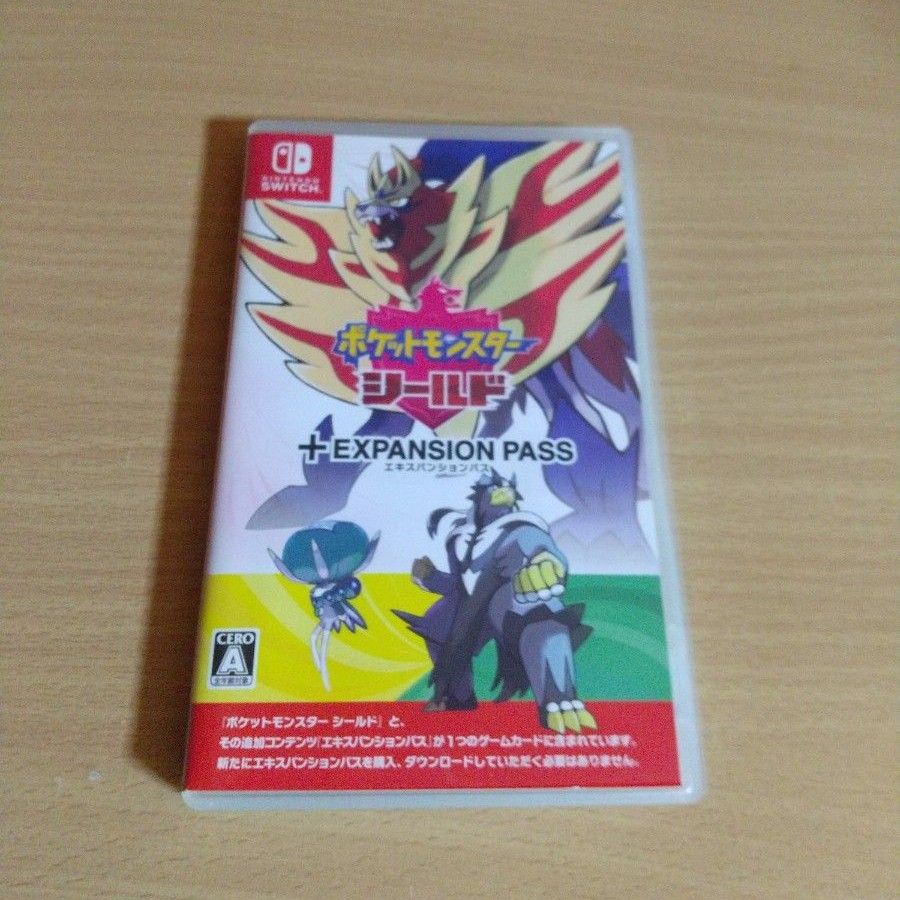 NINTENDO
SWITCH.
ポケットモンスター
シールド
+EXPANSION PASS
エキスパンションパス
CERO
A
全年齢対象
『ポケットモンスター シールド』と、
その追加コンテンツ『エキスパンションパス』が1つのゲームカードに含まれています。
新たにエキスパンションパスを購入、ダウンロードしていただく必要はありません。